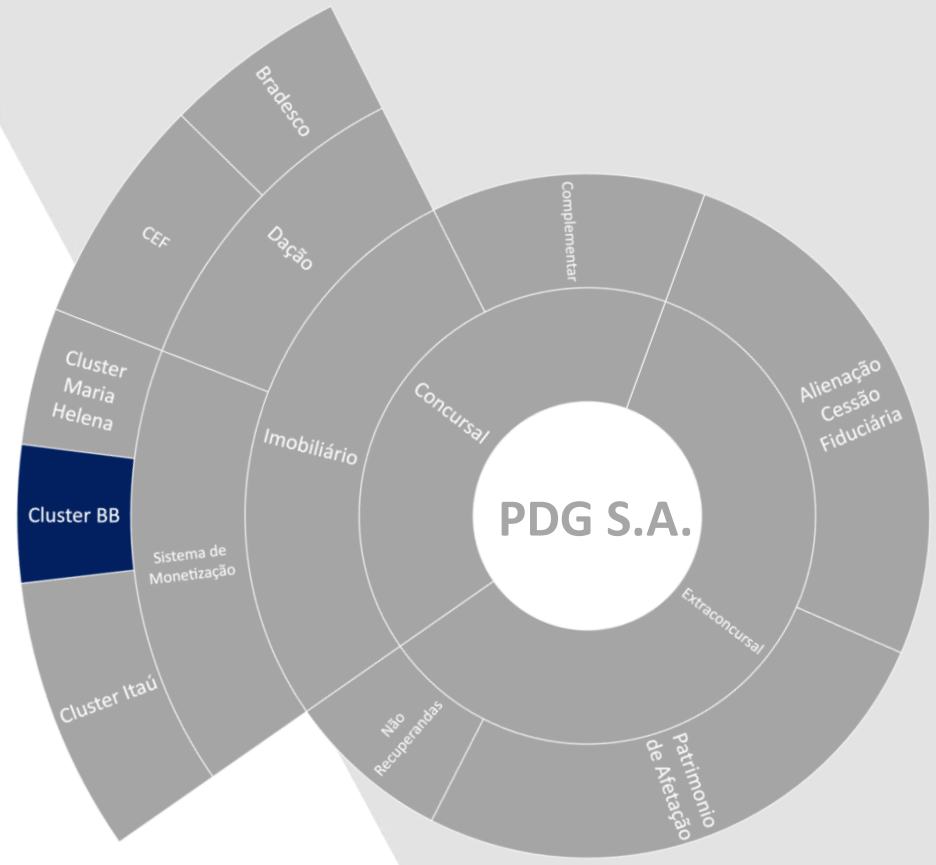 Bradesco
CEF
Dação
Complementar
Cluster
Maria
Helena
Concursal
Imobiliário
Alienação
Cessão
Fiduciária
PDG S.A.
Cluster BB
Sistema de
Monetização
Extraconcursal
Cluster Itaú
Não
Recuperandas
Patrimonio
de Afetação